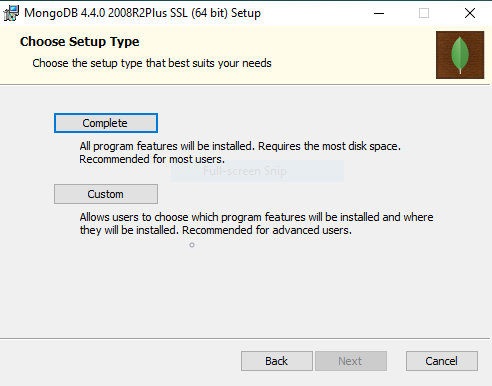 MongoDB 4.4.0 2008R2Plus SSL (64 bit) Setup
Choose Setup Type
Choose the setup type that best suits your needs
Complete
All program features will be installed. Requires the most disk space.
Recommended for most users.
Full-screen Snip
Custom
Allows users to choose which program features will be installed and where
they will be installed. Recommended for advanced users.
Back
Next
Cancel